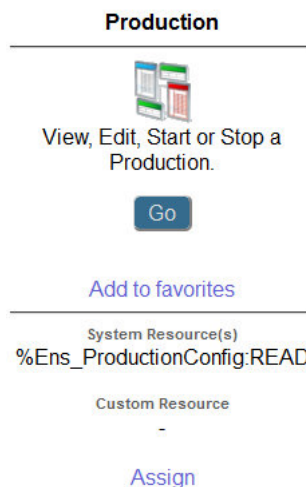 Production
View, Edit, Start or Stop a
Production.
Go
Add to favorites
System Resource(s)
%Ens_ProductionConfig:READ
Custom Resource
-
Assign